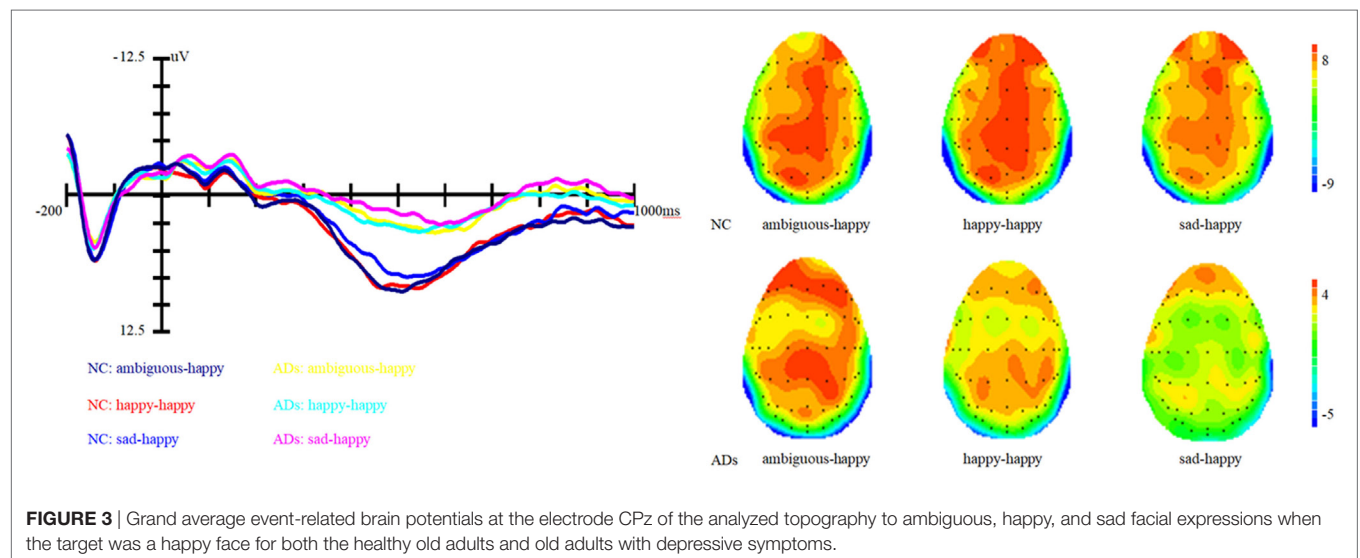 -12.5
uV
-200
1000ms
12.5
NC: ambiguous-happy
ADs: ambiguous-happy
NC: happy-happy
ADs: happy-happy
NC: sad-happy
ADs: sad-happy
8
-9
NC
ambiguous-happy
happy-happy
sad-happy
4
-5
ADs
ambiguous-happy
happy-happy
sad-happy
FIGURE 3 | Grand average event-related brain potentials at the electrode CPz of the analyzed topography to ambiguous, happy, and sad facial expressions when
the target was a happy face for both the healthy old adults and old adults with depressive symptoms.